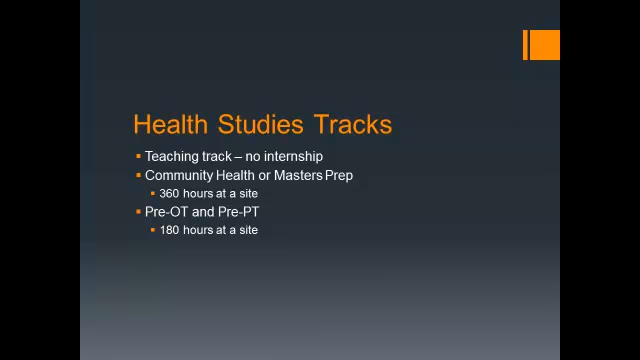 Health Studies Tracks
Teaching track – no internship
Community Health or Masters Prep
360 hours at a site
Pre-OT and Pre-PT
180 hours at a site